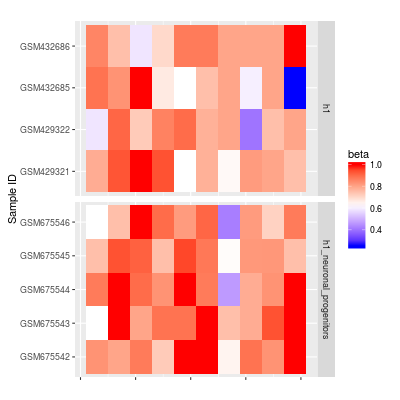 GSM432686
GSM432685
GSM429322
GSM429321
h1
GSM675546
GSM675545
GSM675544
GSM675543
GSM675542
h1_neuronal_progenitors
Sample ID
beta
1.0
0.8
0.6
0.4